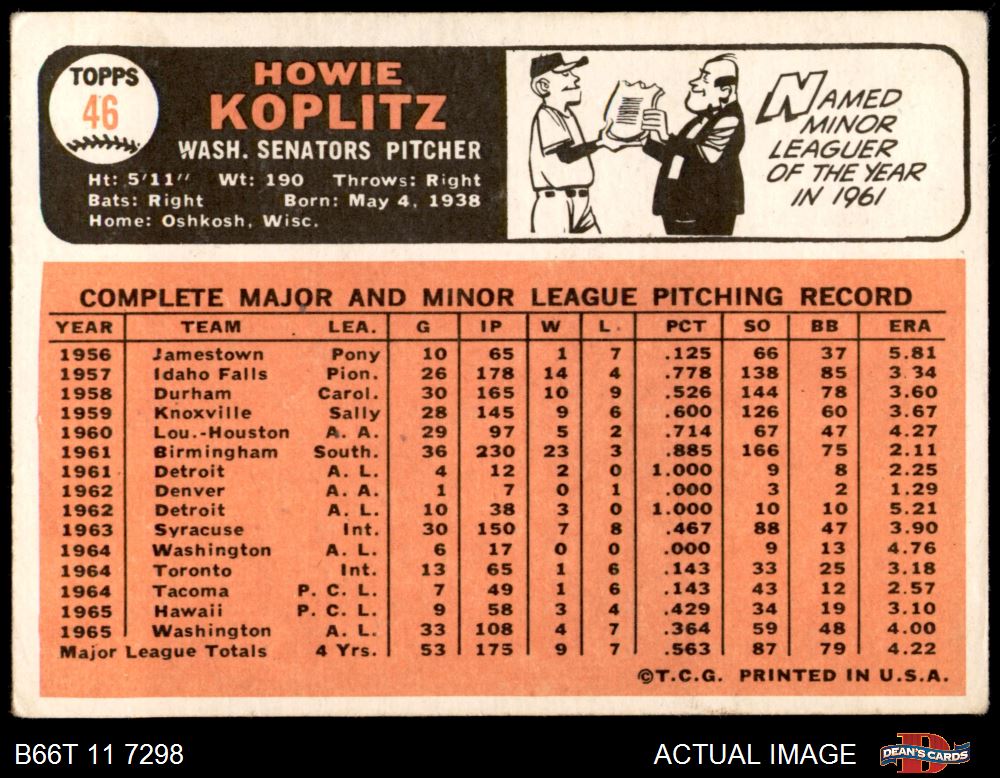 TOPPS
46
HOWIE
KOPLITZ
WASH. SENATORS PITCHER
Ht: 5'11" Wt: 190 Throws: Right
Bats: Right Born: May 4, 1938
Home: Oshkosh, Wisc.
NAMED
MINOR
LEAGUER
OF THE YEAR
IN 1961
COMPLETE MAJOR AND MINOR LEAGUE PITCHING RECORD
YEAR TEAM LEA. G IP W L. PCT SO BB ERA
1956 Jamestown Pony 10 65 1 7 .125 66 37 5.81
1957 Idaho Falls Pion. 26 178 14 4 .778 138 85 3.34
1958 Durham Carol. 30 165 10 9 .526 144 78 3.60
1959 Knoxville Sally 28 145 9 6 .600 126 60 3.67
1960 Lou.-Houston A. A. 29 97 5 2 .714 67 47 4.27
1961 Birmingham South. 36 230 23 3 .885 166 75 2.11
1961 Detroit A. L. 4 12 2 0 1.000 9 8 2.25
1962 Denver A. A. 1 7 0 1 .000 3 2 1.29
1962 Detroit A. L. 10 38 3 0 1.000 10 10 5.21
1963 Syracuse Int. 30 150 7 8 .467 88 47 3.90
1964 Washington A. L. 6 17 0 0 .000 9 13 4.76
1964 Toronto Int. 13 65 1 6 .143 33 25 3.18
1964 Tacoma P. C. L. 7 49 1 6 .143 43 12 2.57
1965 Hawaii P. C. L. 9 58 3 4 .429 34 19 3.10
1965 Washington A. L. 33 108 4 7 .364 59 48 4.00
Major League Totals 4 Yrs. 53 175 9 7 .563 87 79 4.22
©T.C.G. PRINTED IN U.S.A.
B66T 11 7298 ACTUAL IMAGE DEAN'S CARDS